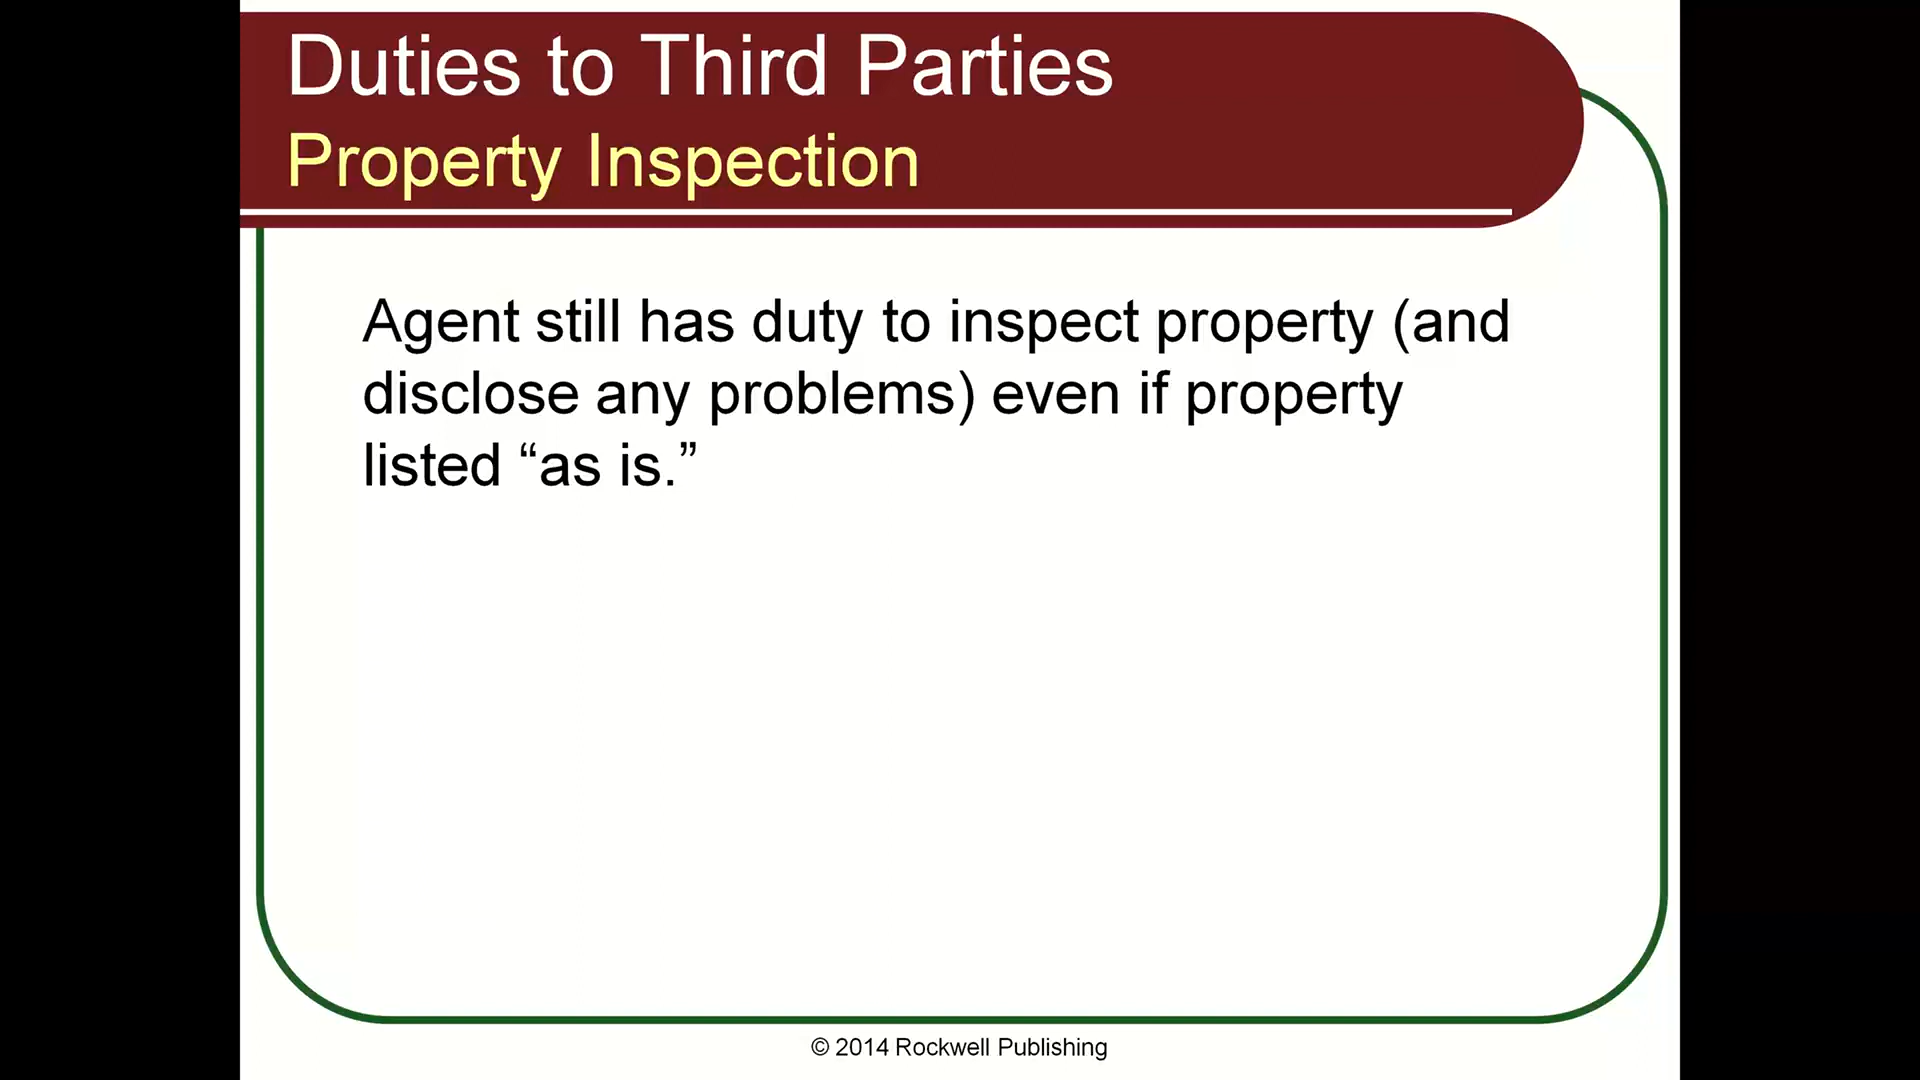 Duties to Third Parties
Property Inspection
Agent still has duty to inspect property (and
disclose any problems) even if property
listed “as is.”
© 2014 Rockwell Publishing